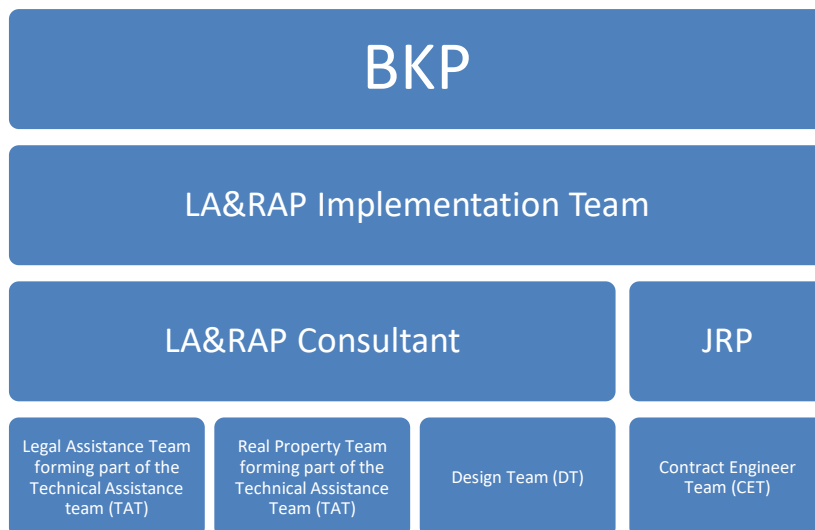 BKP
LA&RAP Implementation Team
LA&RAP Consultant
JRP
Legal Assistance Team
forming part of the
Technical Assistance
team (TAT)
Real Property Team
forming part of the
Technical Assistance
Team (TAT)
Design Team (DT)
Contract Engineer
Team (CET)